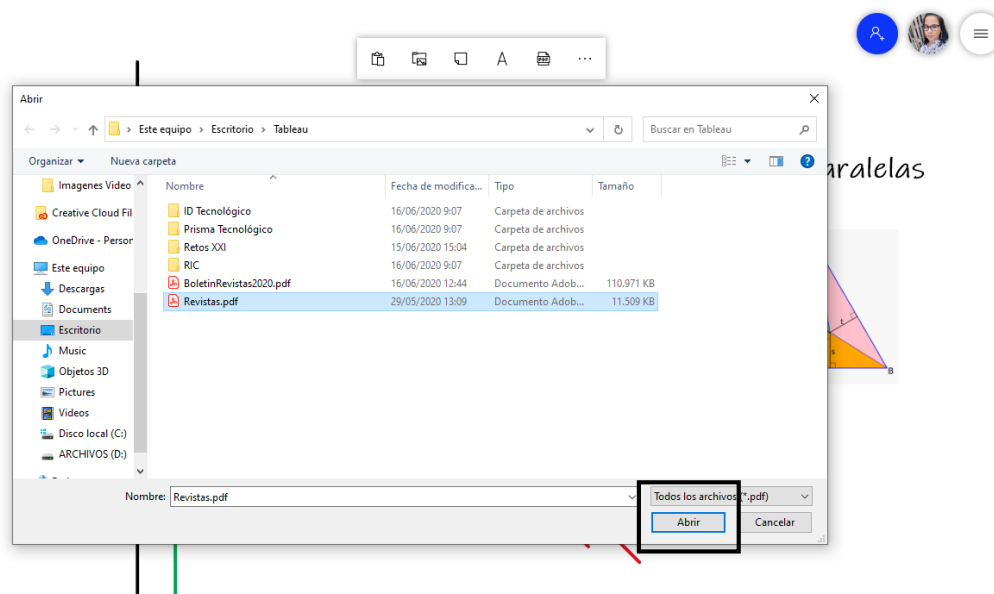 A
PDF
Abrir
Este equipo > Escritorio > Tableau
Buscar en Tableau
Organizar
Nueva carpeta
?
aralelas
Imagenes Video
Creative Cloud Fil
OneDrive - Person
Este equipo
Descargas
Documents
Escritorio
Music
Objetos 3D
Pictures
Videos
Disco local (C:)
ARCHIVOS (D:)
Nombre Fecha de modifica... Tipo Tamaño
ID Tecnológico 16/06/2020 9:07 Carpeta de archivos
Prisma Tecnológico 16/06/2020 9:07 Carpeta de archivos
Retos XXI 15/06/2020 15:04 Carpeta de archivos
RIC 16/06/2020 9:07 Carpeta de archivos
BoletinRevistas2020.pdf 16/06/2020 12:44 Documento Adob... 110.971 KB
Revistas.pdf 29/05/2020 13:09 Documento Adob... 11.509 KB
t
s
B
Nombre: Revistas.pdf
Todos los archivos (*.pdf)
Abrir
Cancelar